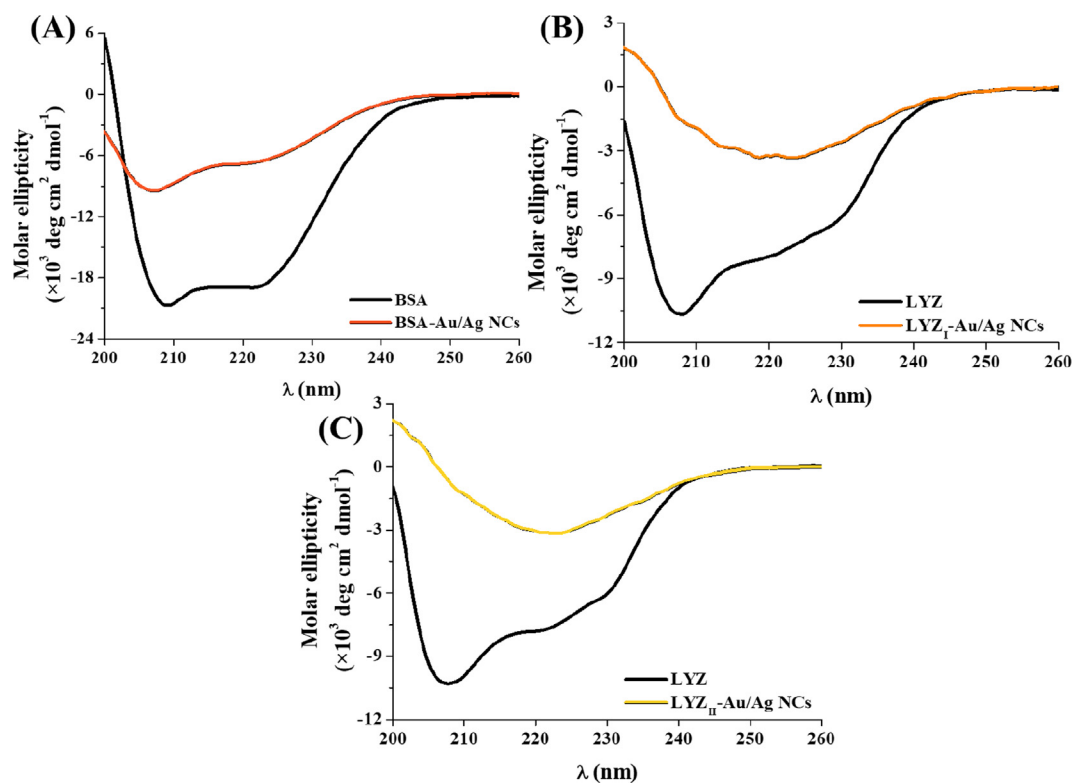 (A)
6
0
-6
-12
-18
-24
Molar ellipticity
(×10³ deg cm² dmol⁻¹)
BSA
BSA-Au/Ag NCs
200 210 220 230 240 250 260
λ (nm)
(B)
3
0
-3
-6
-9
-12
Molar ellipticity
(×10³ deg cm² dmol⁻¹)
LYZ
LYZI-Au/Ag NCs
200 210 220 230 240 250 260
λ (nm)
(C)
3
0
-3
-6
-9
-12
Molar ellipticity
(×10³ deg cm² dmol⁻¹)
LYZ
LYZII-Au/Ag NCs
200 210 220 230 240 250 260
λ (nm)